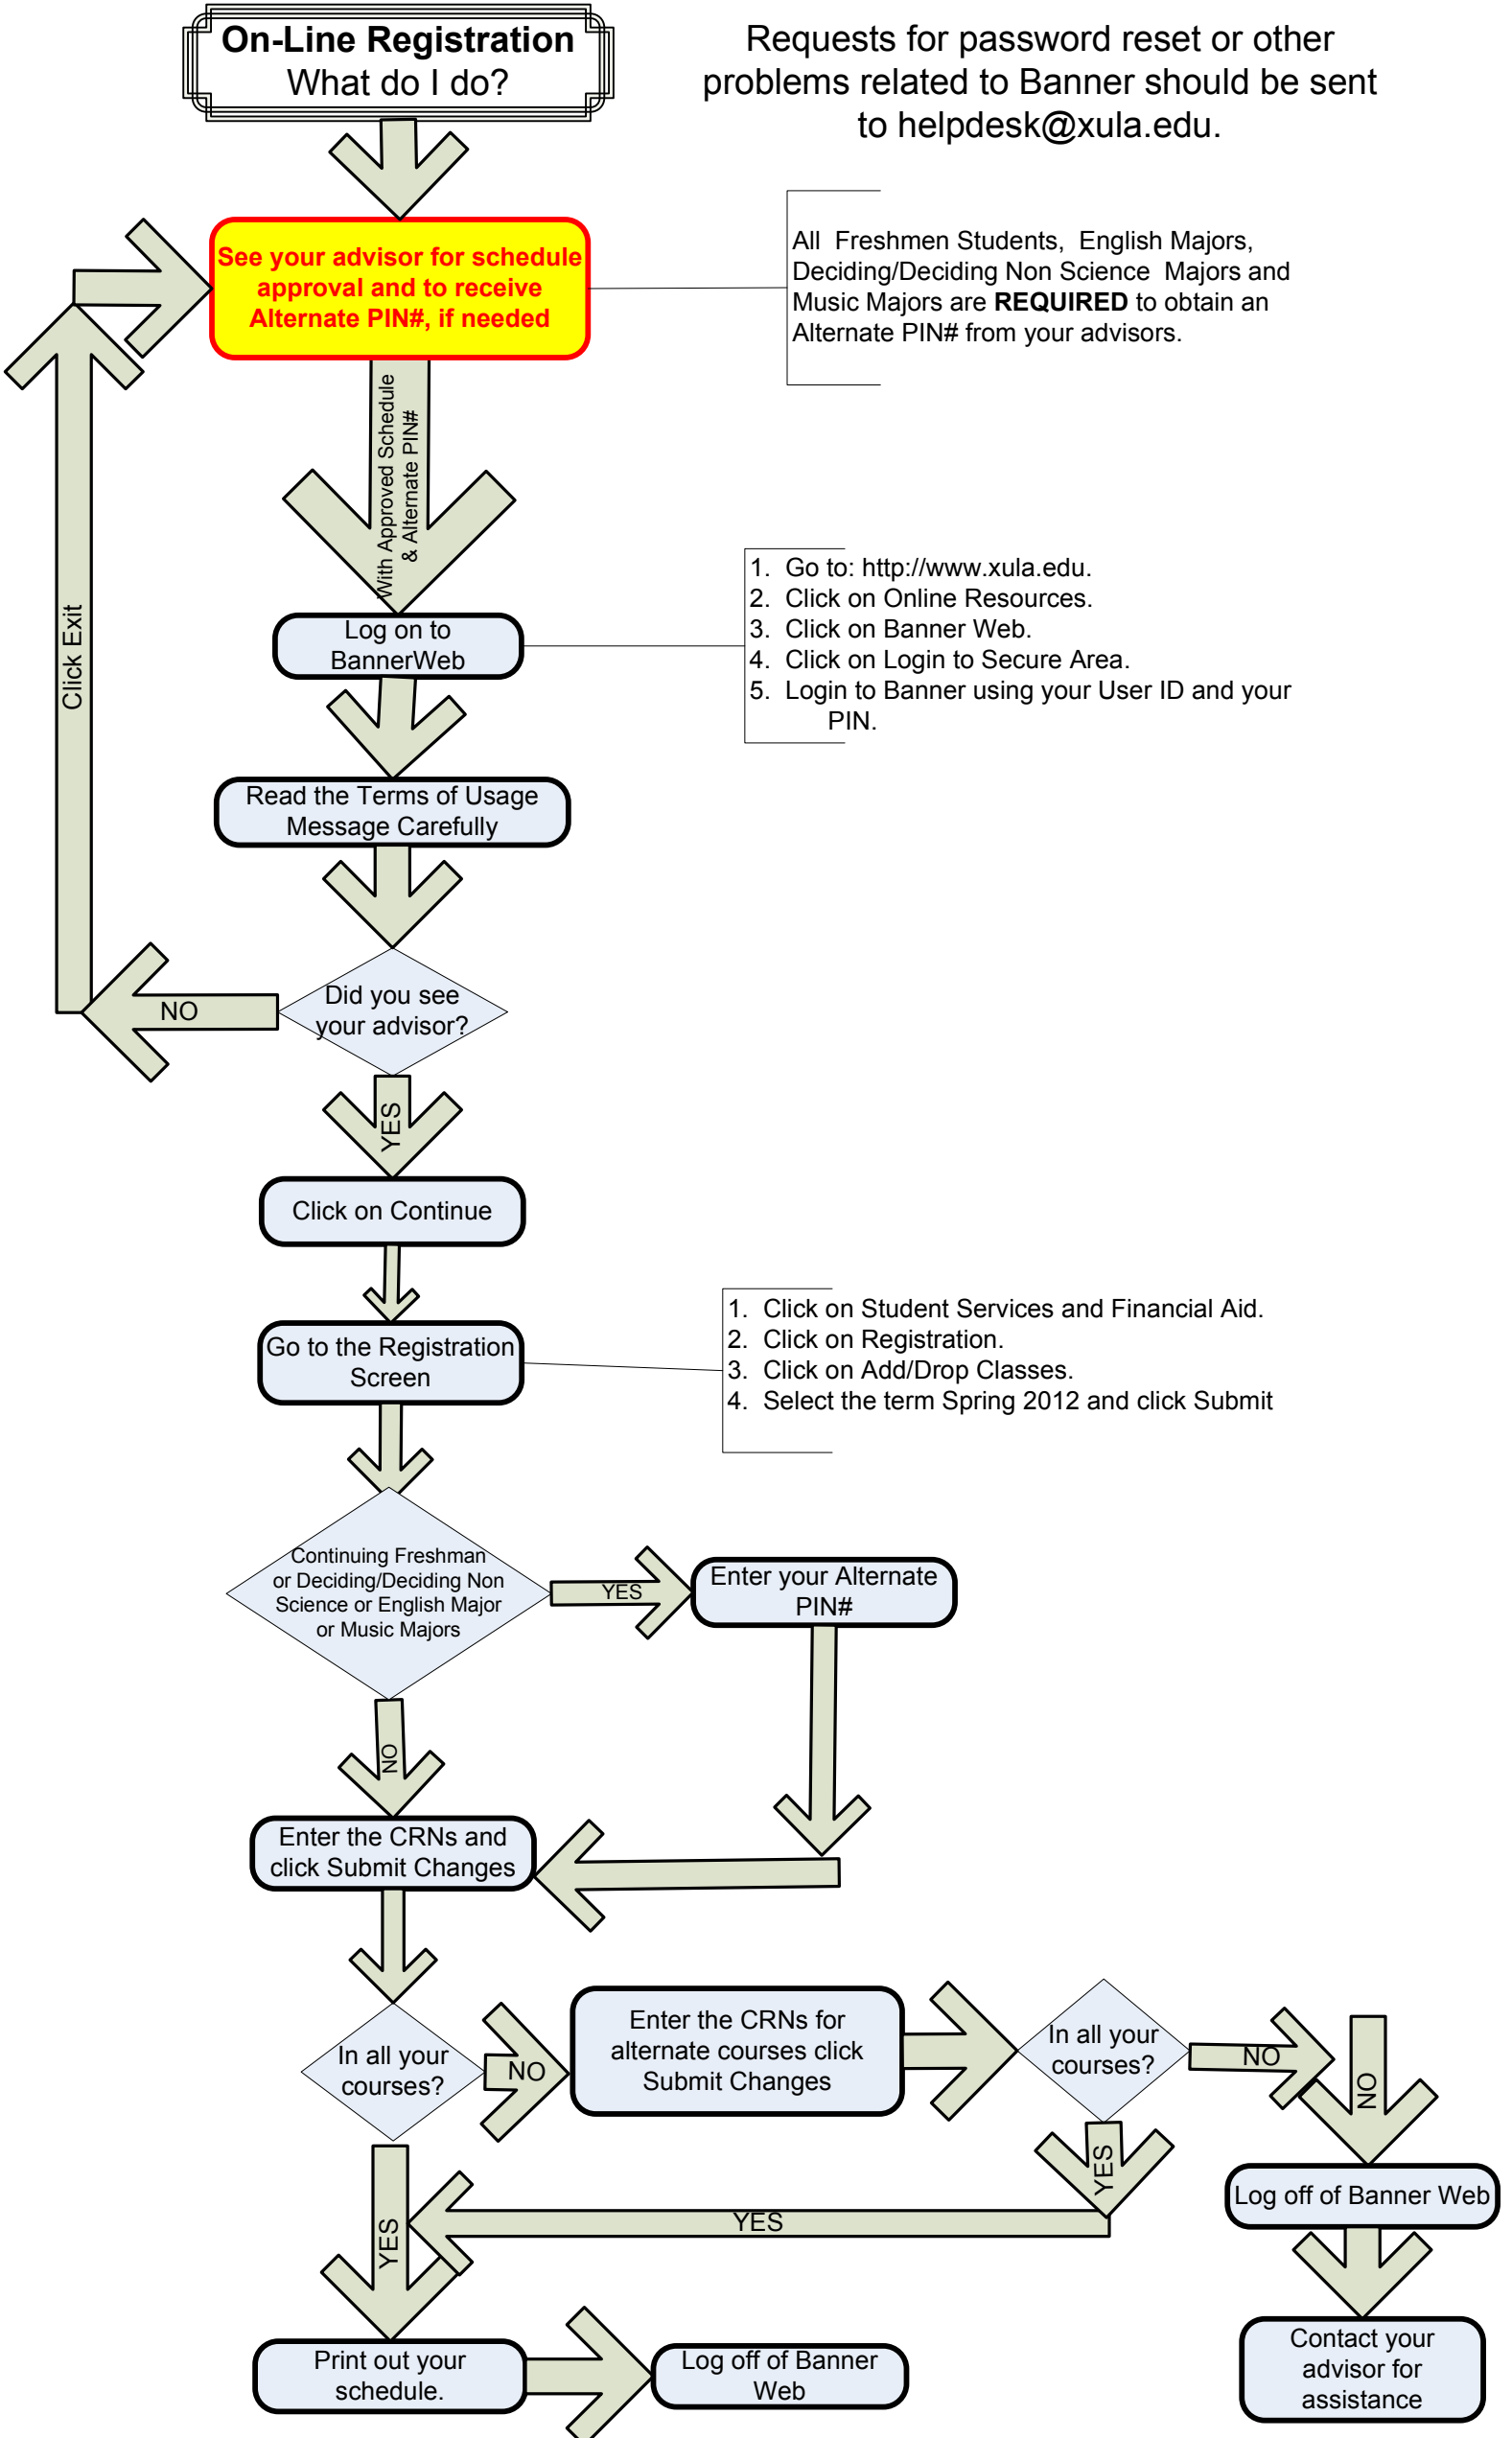 On-Line Registration
What do I do?
Requests for password reset or other
problems related to Banner should be sent
to helpdesk@xula.edu.
See your advisor for schedule
approval and to receive
Alternate PIN#, if needed
All Freshmen Students, English Majors,
Deciding/Deciding Non Science Majors and
Music Majors are REQUIRED to obtain an
Alternate PIN# from your advisors.
With Approved Schedule
& Alternate PIN#
Click Exit
Log on to
BannerWeb
1. Go to: http://www.xula.edu.
2. Click on Online Resources.
3. Click on Banner Web.
4. Click on Login to Secure Area.
5. Login to Banner using your User ID and your
PIN.
Read the Terms of Usage
Message Carefully
Did you see
your advisor?
NO
YES
Click on Continue
Go to the Registration
Screen
1. Click on Student Services and Financial Aid.
2. Click on Registration.
3. Click on Add/Drop Classes.
4. Select the term Spring 2012 and click Submit
Continuing Freshman
or Deciding/Deciding Non
Science or English Major
or Music Majors
YES
Enter your Alternate
PIN#
NO
Enter the CRNs and
click Submit Changes
In all your
courses?
NO
Enter the CRNs for
alternate courses click
Submit Changes
In all your
courses?
NO
NO
YES
YES
YES
Log off of Banner Web
Print out your
schedule.
Log off of Banner
Web
Contact your
advisor for
assistance